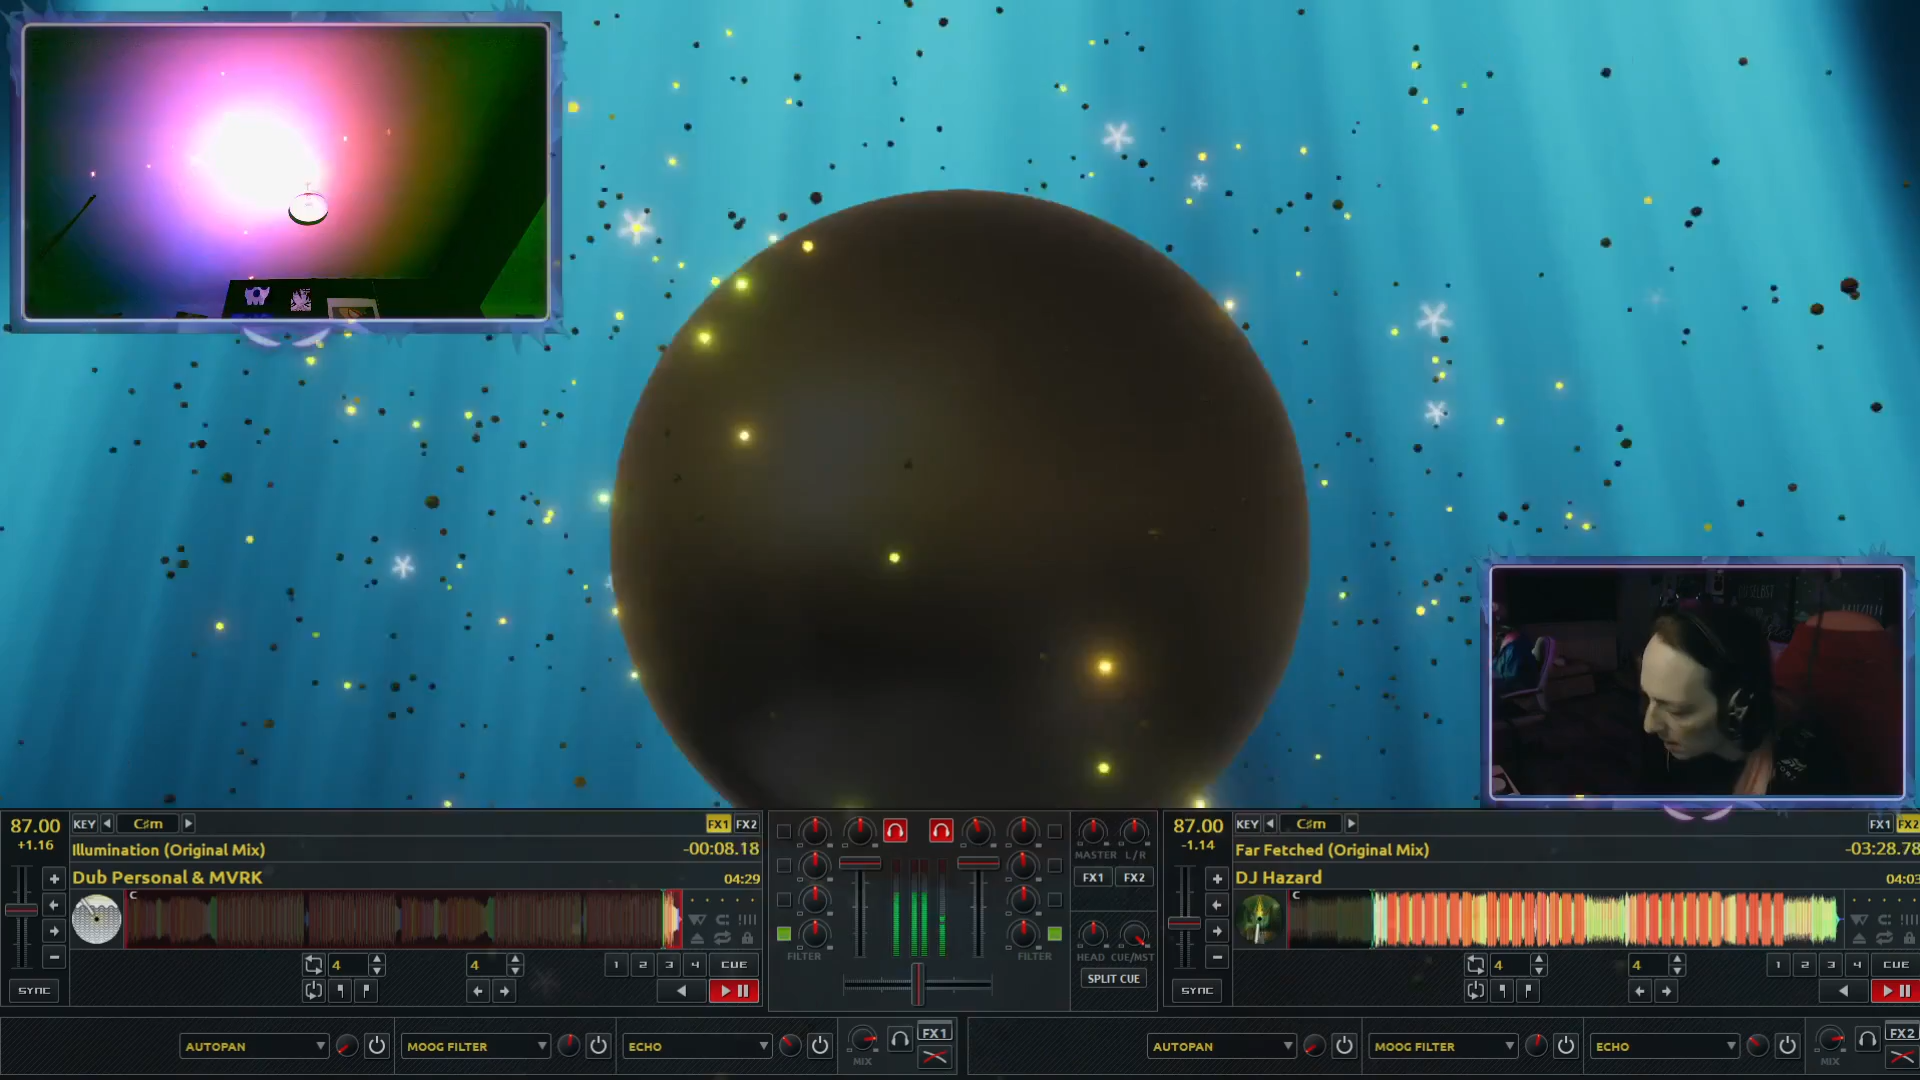 87.00
+1.16
KEY
C♯m
FX1 FX2
Illumination (Original Mix)
-00:08.18
Dub Personal & MVRK
04:29
C
4
4
1 2 3 4 CUE
SYNC
FILTER
FILTER
MASTER L/R
FX1 FX2
HEAD CUE/MST
SPLIT CUE
87.00
-1.14
KEY
C♯m
FX1 FX2
Far Fetched (Original Mix)
-03:28.78
DJ Hazard
04:03
C
4
4
1 2 3 4 CUE
SYNC
AUTOPAN
MOOG FILTER
ECHO
MIX
FX1
AUTOPAN
MOOG FILTER
ECHO
MIX
FX2